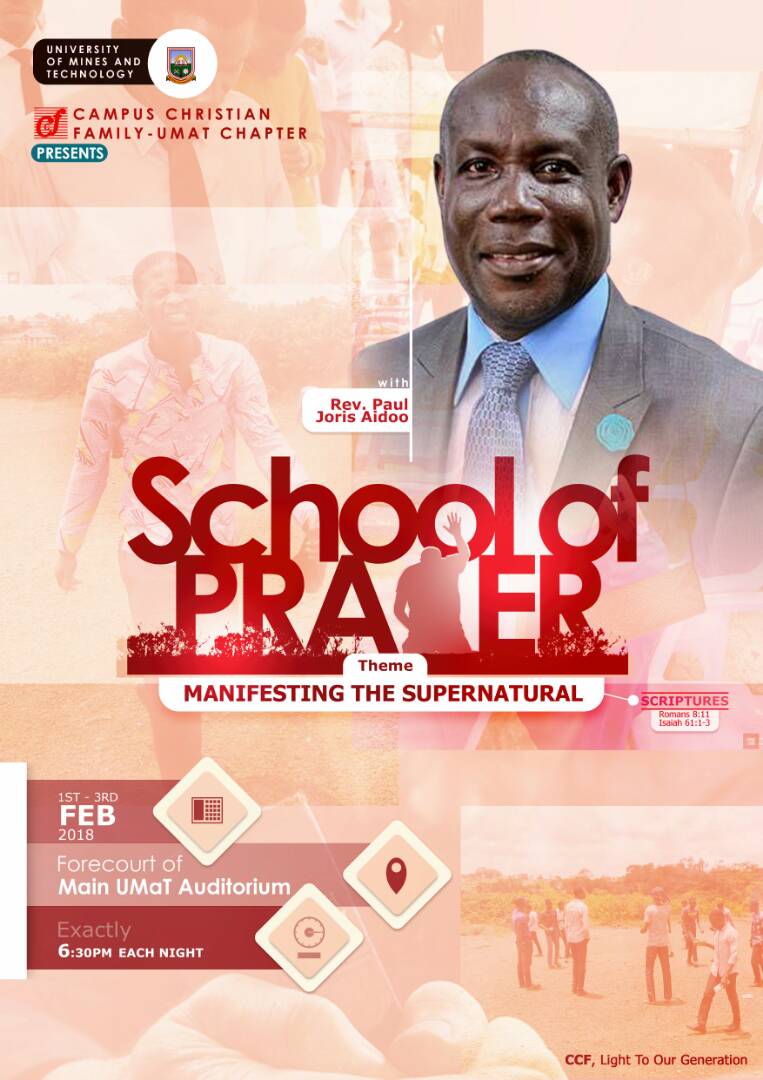 UNIVERSITY
OF MINES AND
TECHNOLOGY
CAMPUS CHRISTIAN
FAMILY-UMAT CHAPTER
PRESENTS
with
Rev. Paul
Joris Aidoo
School of
PRAYER
Theme
MANIFESTING THE SUPERNATURAL
SCRIPTURES
Romans 8:11
Isaiah 61:1-3
1ST - 3RD
FEB
2018
Forecourt of
Main UMaT Auditorium
Exactly
6:30PM EACH NIGHT
CCF, Light To Our Generation